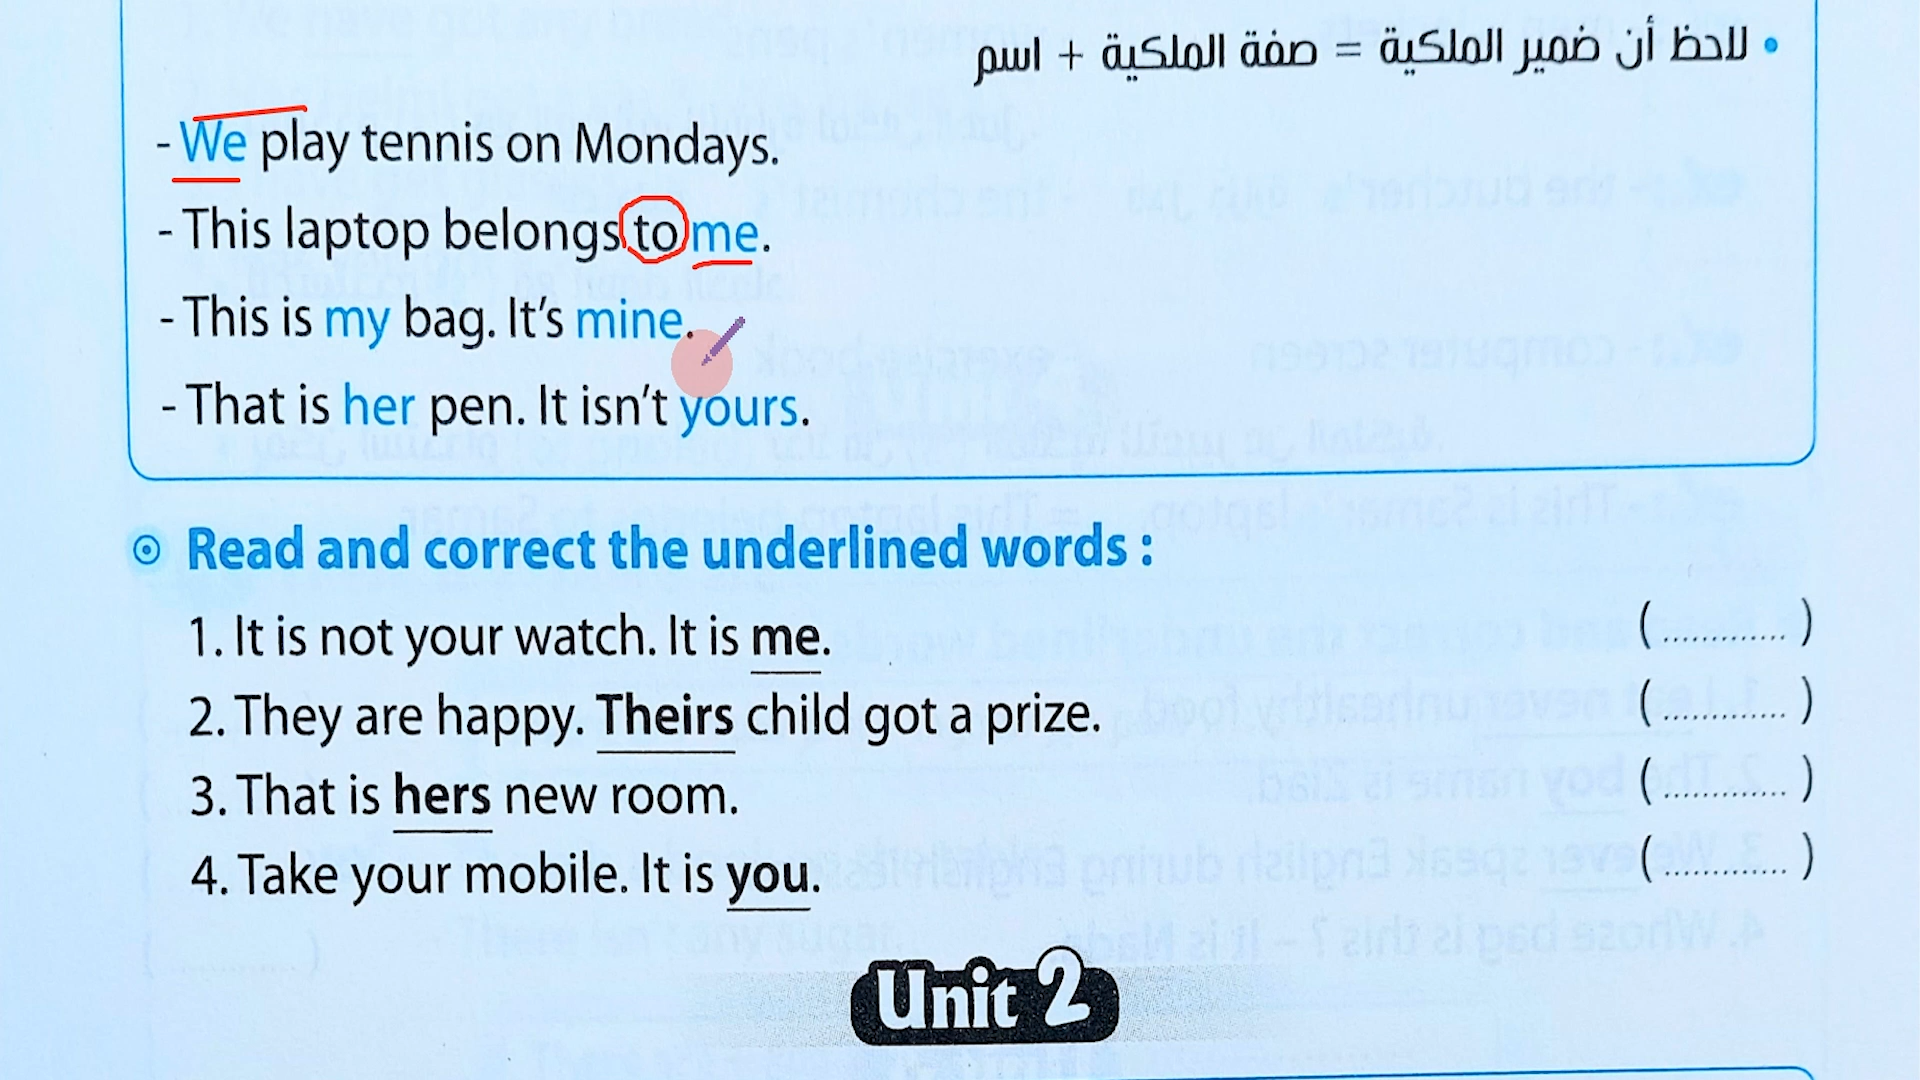 • لاحظ أن ضمير الملكية = صفة الملكية + اسم
- We play tennis on Mondays.
- This laptop belongs to me.
- This is my bag. It's mine.
- That is her pen. It isn't yours.
Read and correct the underlined words :
1. It is not your watch. It is me. (.............)
2. They are happy. Theirs child got a prize. (.............)
3. That is hers new room. (.............)
4. Take your mobile. It is you. (.............)
Unit 2